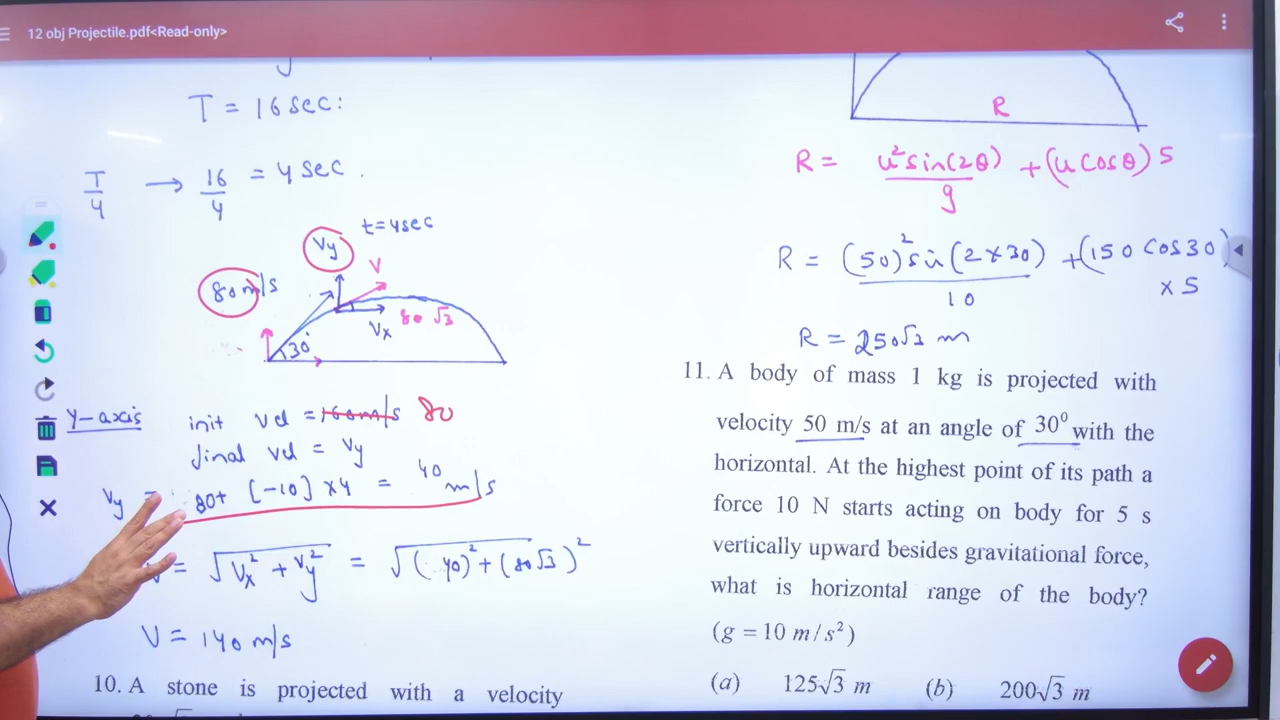 12 obj Projectile.pdf<Read-only>
T = 16 sec:
T/4 → 16/4 = 4 sec.
t=4sec
Vy
V
80 m/s
80 √3
Vx
30°
Y-axis init vel = 160m/s 80
final vel = Vy
Vy = 80+ [-10] x4 = 40 m/s
V = √Vx² + Vy² = √(40)²+(80√3)²
V = 140 m/s
10. A stone is projected with a velocity
R
R = u²sin(2θ)/g + (u cosθ) 5
R = (50)² sin (2×30)/10 + (150 cos30) x 5
R = 250√3 m
11. A body of mass 1 kg is projected with
velocity 50 m/s at an angle of 30⁰ with the
horizontal. At the highest point of its path a
force 10 N starts acting on body for 5 s
vertically upward besides gravitational force,
what is horizontal range of the body?
(g = 10 m/s²)
(a) 125√3 m (b) 200√3 m